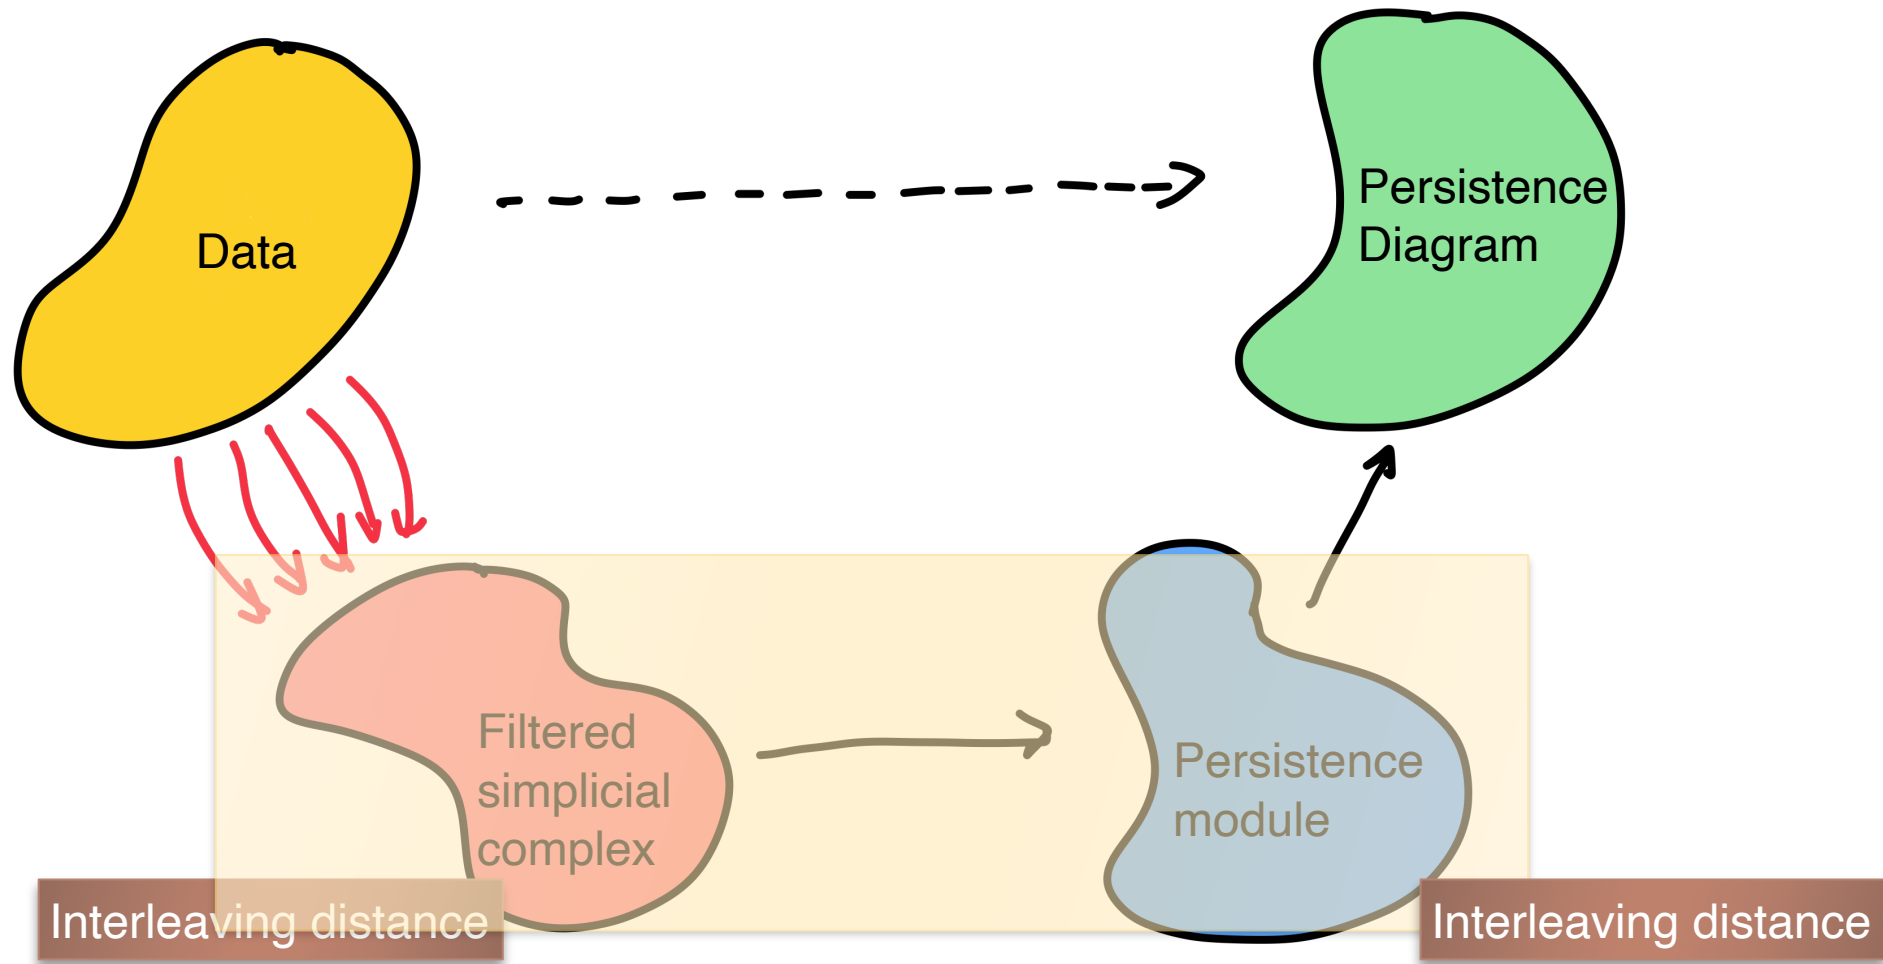 Data
Persistence
Diagram
Filtered
simplicial
complex
Persistence
module
Interleaving distance
Interleaving distance